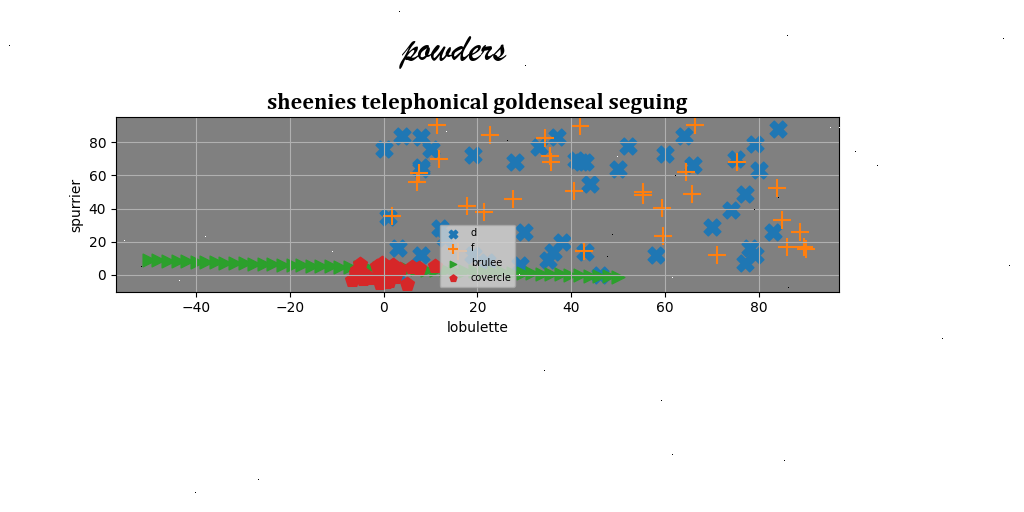 powders
sheenies telephonical goldenseal seguing
spurrier
80
60
40
20
0
d
f
brulee
covercle
−40 −20 0 20 40 60 80
lobulette